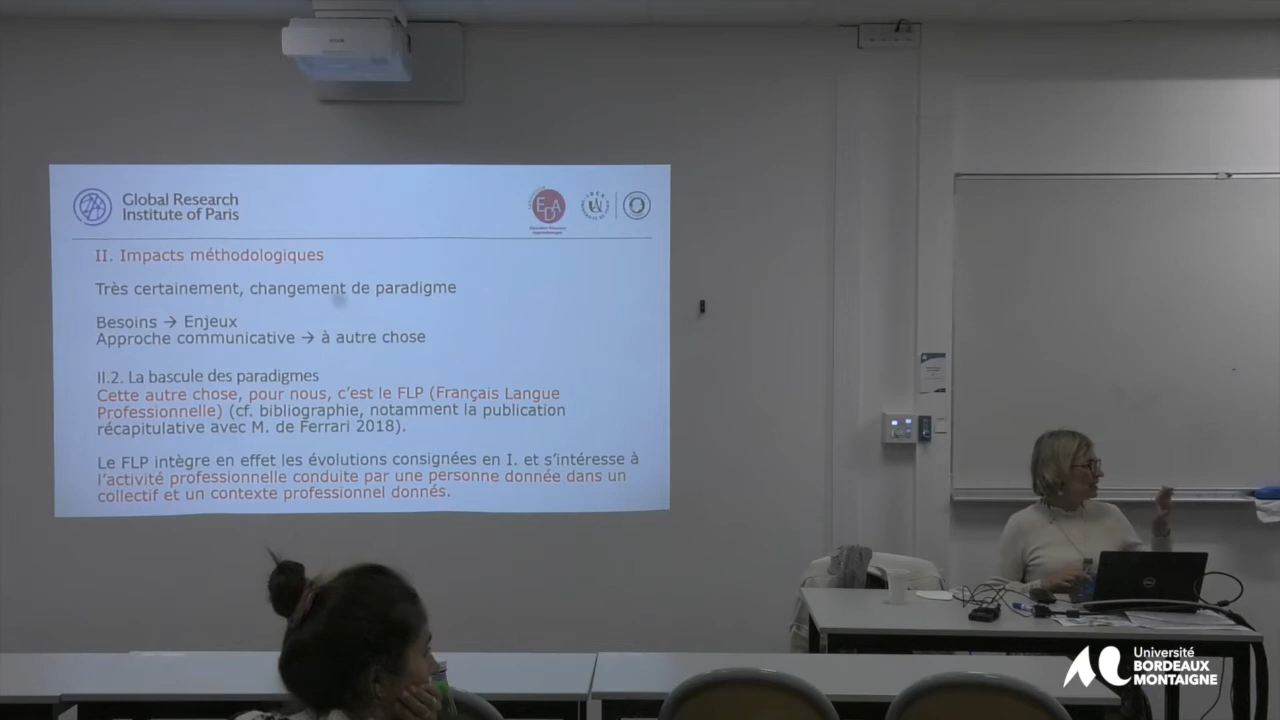 Global Research
Institute of Paris
EDA
II. Impacts méthodologiques
Très certainement, changement de paradigme
Besoins → Enjeux
Approche communicative → à autre chose
II.2. La bascule des paradigmes
Cette autre chose, pour nous, c'est le FLP (Français Langue
Professionnelle) (cf. bibliographie, notamment la publication
récapitulative avec M. de Ferrari 2018).
Le FLP intègre en effet les évolutions consignées en I. et s'intéresse à
l'activité professionnelle conduite par une personne donnée dans un
collectif et un contexte professionnel donnés.
EPSON
DELL
Université
BORDEAUX
MONTAIGNE